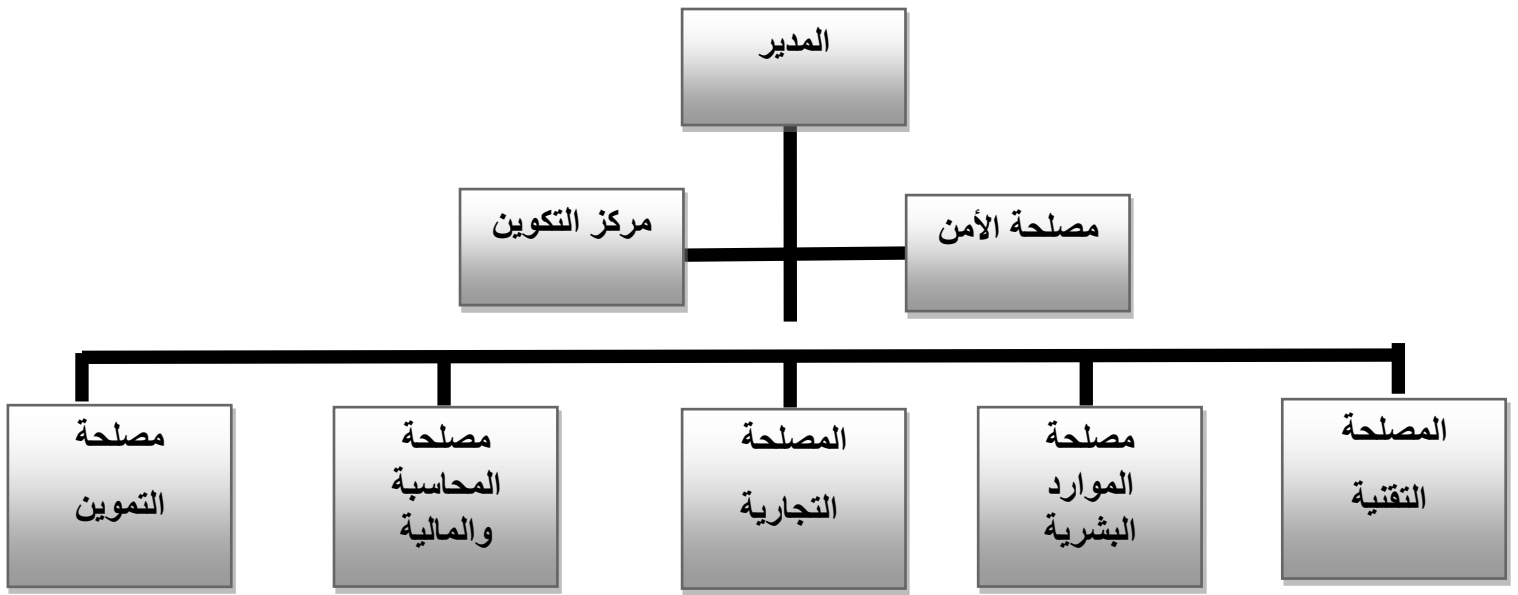 المدير
مصلحة الأمن
مركز التكوين
المصلحة
التقنية
مصلحة
الموارد
البشرية
المصلحة
التجارية
مصلحة
المحاسبة
والمالية
مصلحة
التموين